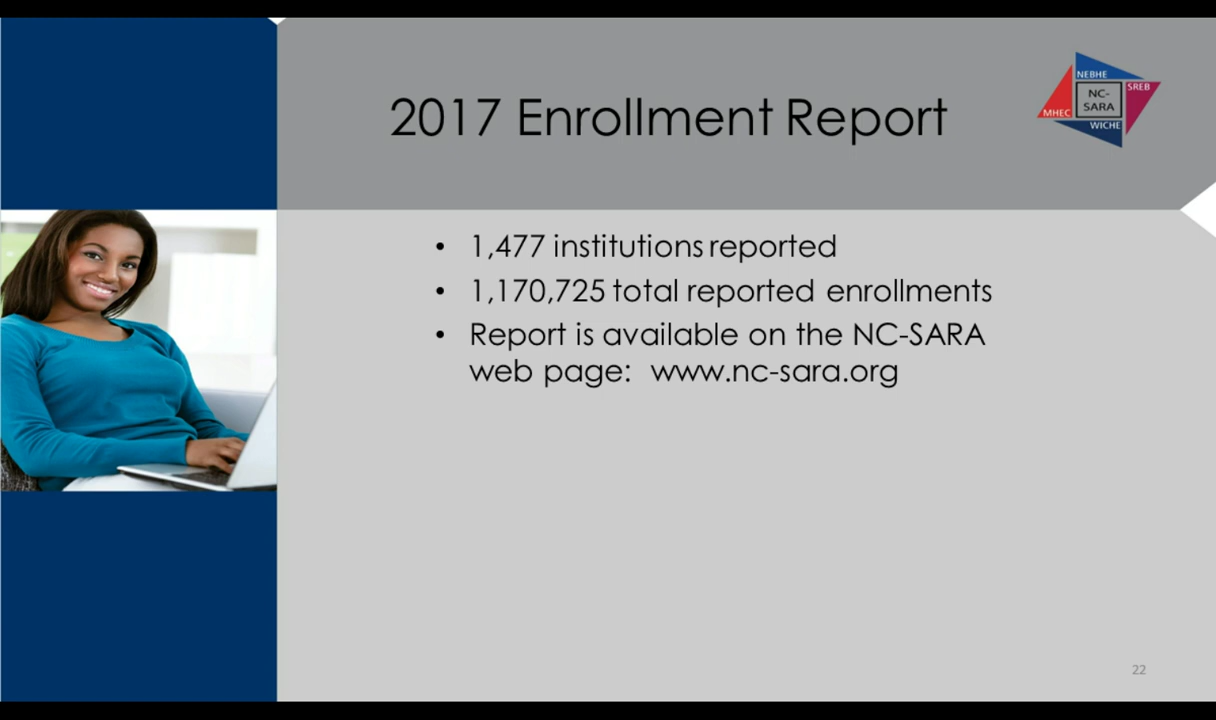 2017 Enrollment Report
NEBHE
SREB
NC-
SARA
MHEC
WICHE
• 1,477 institutions reported
• 1,170,725 total reported enrollments
• Report is available on the NC-SARA
web page: www.nc-sara.org
22